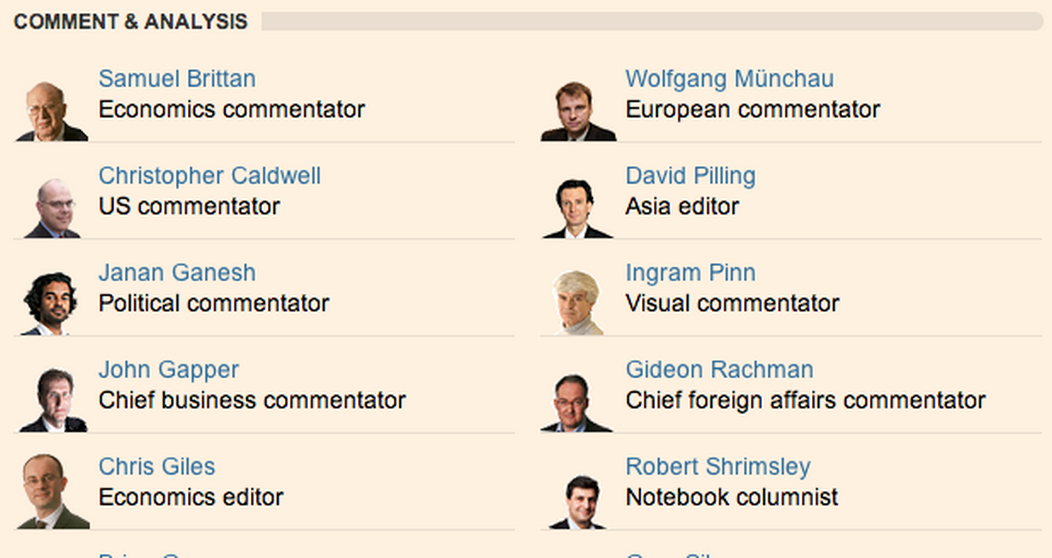 COMMENT & ANALYSIS
Samuel Brittan
Economics commentator
Wolfgang Münchau
European commentator
Christopher Caldwell
US commentator
David Pilling
Asia editor
Janan Ganesh
Political commentator
Ingram Pinn
Visual commentator
John Gapper
Chief business commentator
Gideon Rachman
Chief foreign affairs commentator
Chris Giles
Economics editor
Robert Shrimsley
Notebook columnist